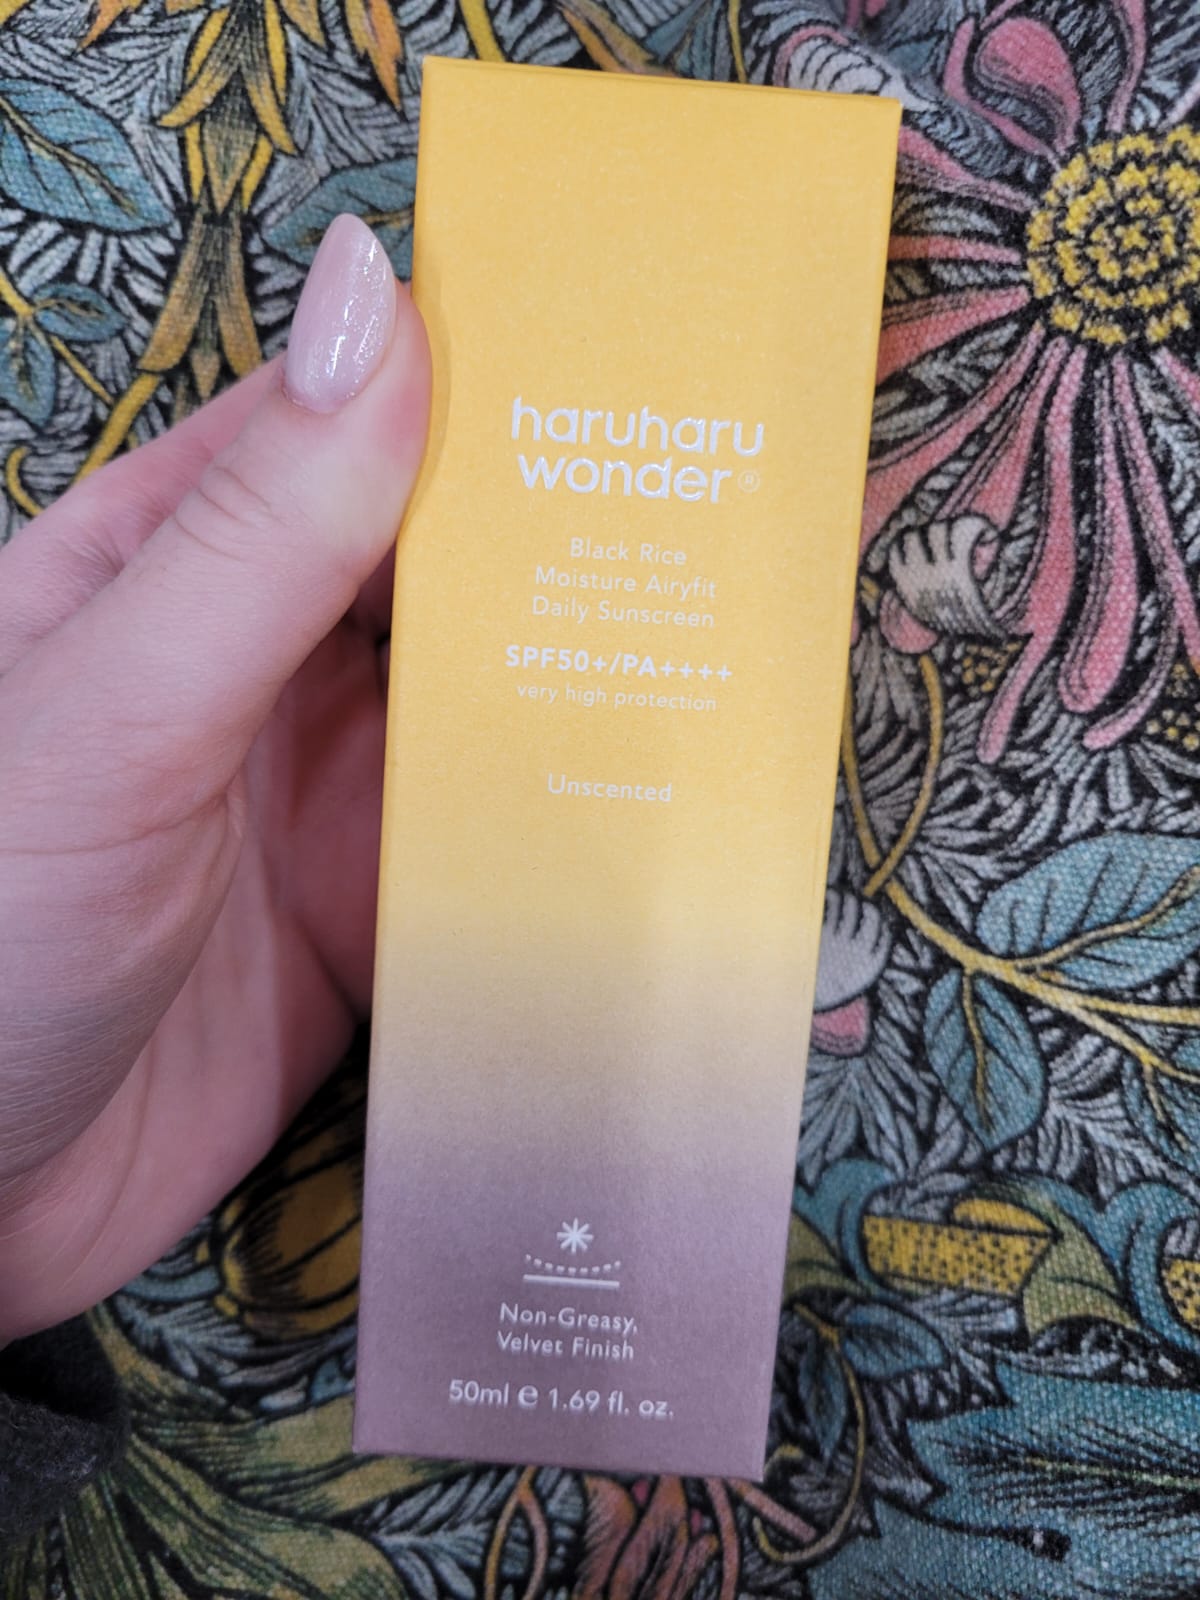 haruharu
wonder®
Black Rice
Moisture Airyfit
Daily Sunscreen
SPF50+/PA++++
very high protection
Unscented
Non-Greasy,
Velvet Finish
50ml ℮ 1.69 fl. oz.